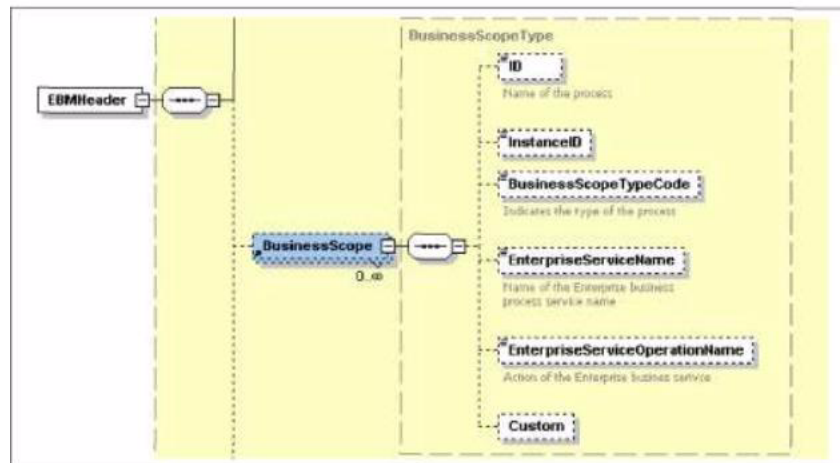 BusinessScopeType
EBMHeader
ID
Name of the process
InstanceID
BusinessScopeTypeCode
Indicates the type of the process
BusinessScope
0..∞
EnterpriseServiceName
Name of the Enterprise business
process service name
EnterpriseServiceOperationName
Action of the Enterprise busines serivce
Custom